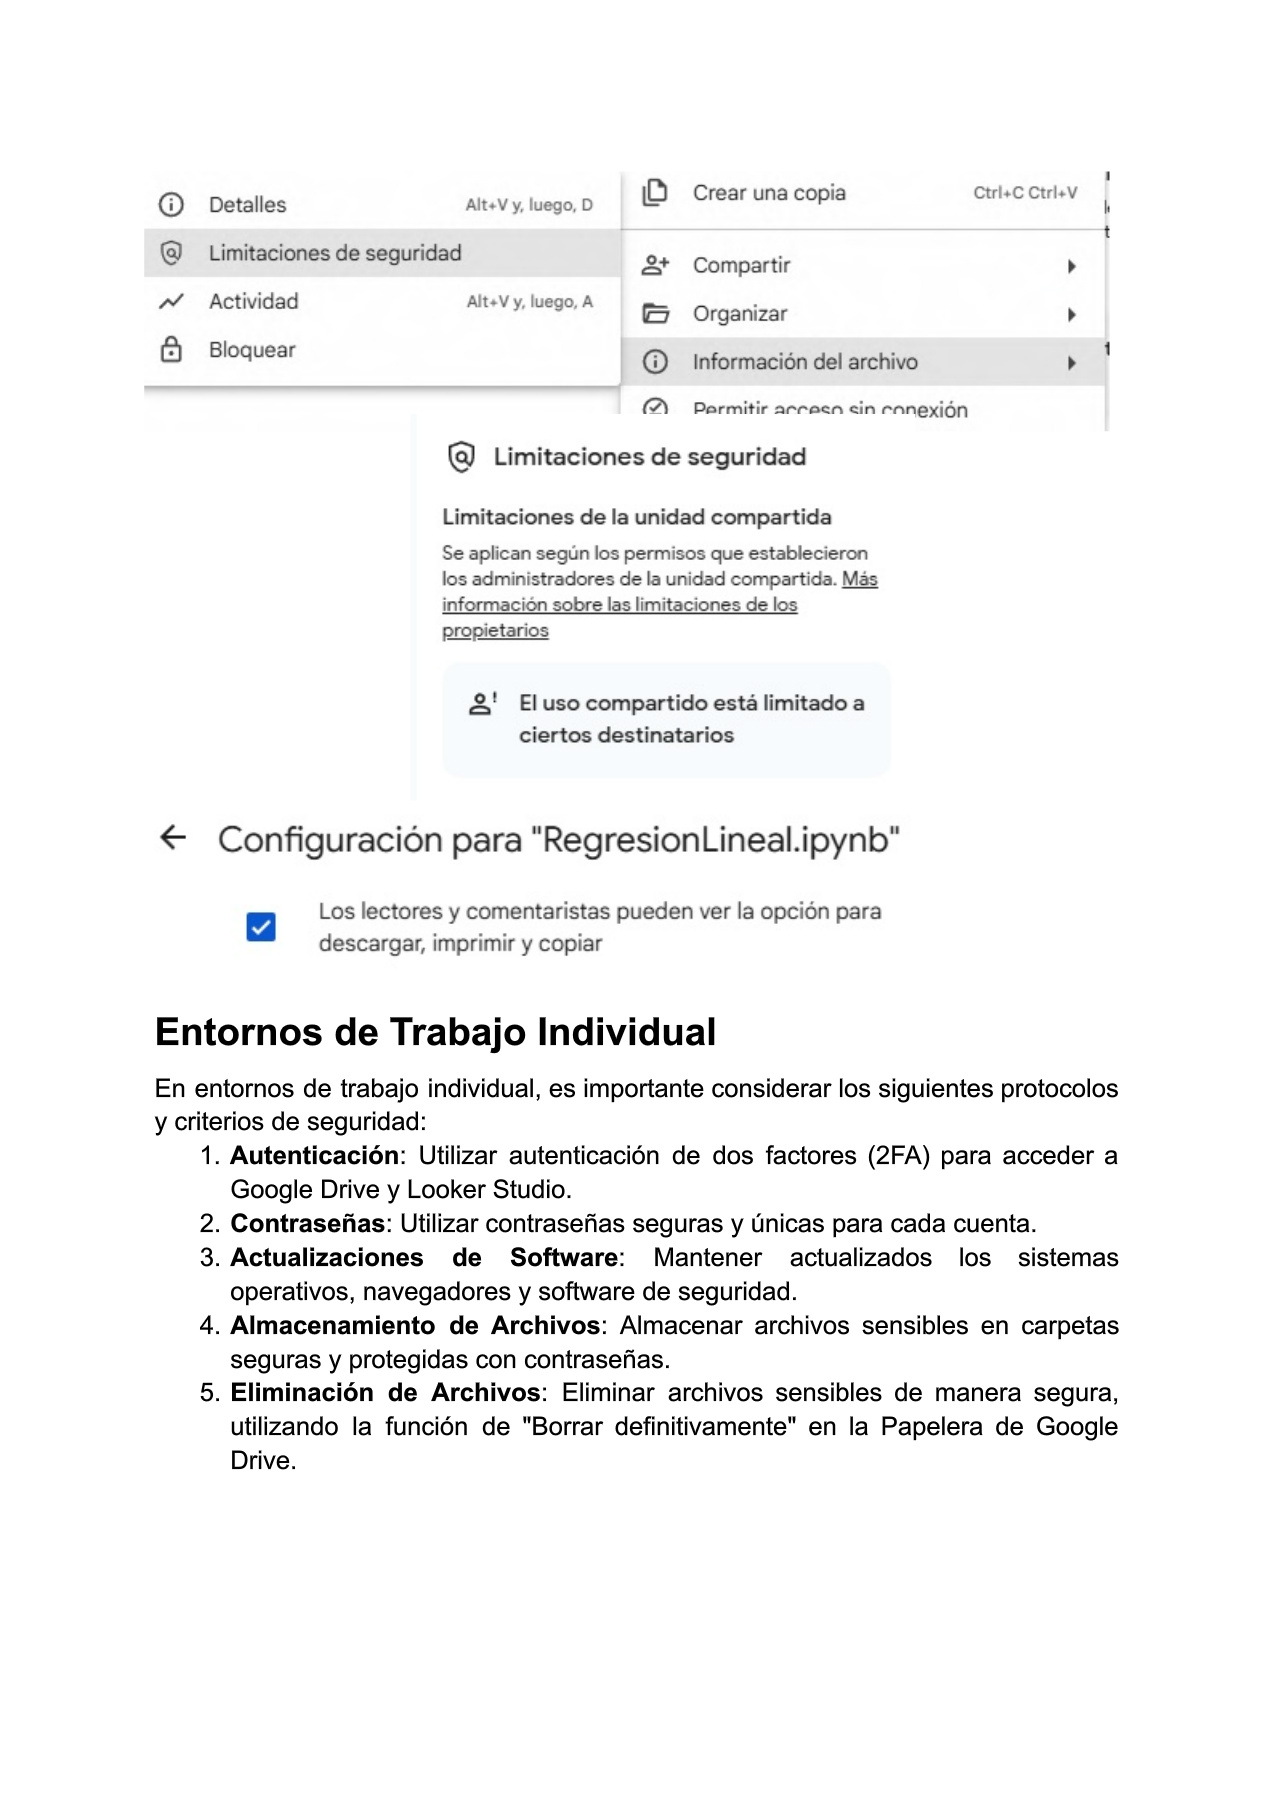 Detalles Alt+V y, luego, D
Limitaciones de seguridad
Actividad Alt+V y, luego, A
Bloquear
Crear una copia Ctrl+C Ctrl+V
Compartir
Organizar
Información del archivo
Permitir acceso sin conexión
Limitaciones de seguridad
Limitaciones de la unidad compartida
Se aplican según los permisos que establecieron
los administradores de la unidad compartida. Más
información sobre las limitaciones de los
propietarios
El uso compartido está limitado a
ciertos destinatarios
Configuración para "RegresionLineal.ipynb"
Los lectores y comentaristas pueden ver la opción para
descargar, imprimir y copiar
Entornos de Trabajo Individual
En entornos de trabajo individual, es importante considerar los siguientes protocolos
y criterios de seguridad:
1. Autenticación: Utilizar autenticación de dos factores (2FA) para acceder a
Google Drive y Looker Studio.
2. Contraseñas: Utilizar contraseñas seguras y únicas para cada cuenta.
3. Actualizaciones de Software: Mantener actualizados los sistemas
operativos, navegadores y software de seguridad.
4. Almacenamiento de Archivos: Almacenar archivos sensibles en carpetas
seguras y protegidas con contraseñas.
5. Eliminación de Archivos: Eliminar archivos sensibles de manera segura,
utilizando la función de "Borrar definitivamente" en la Papelera de Google
Drive.